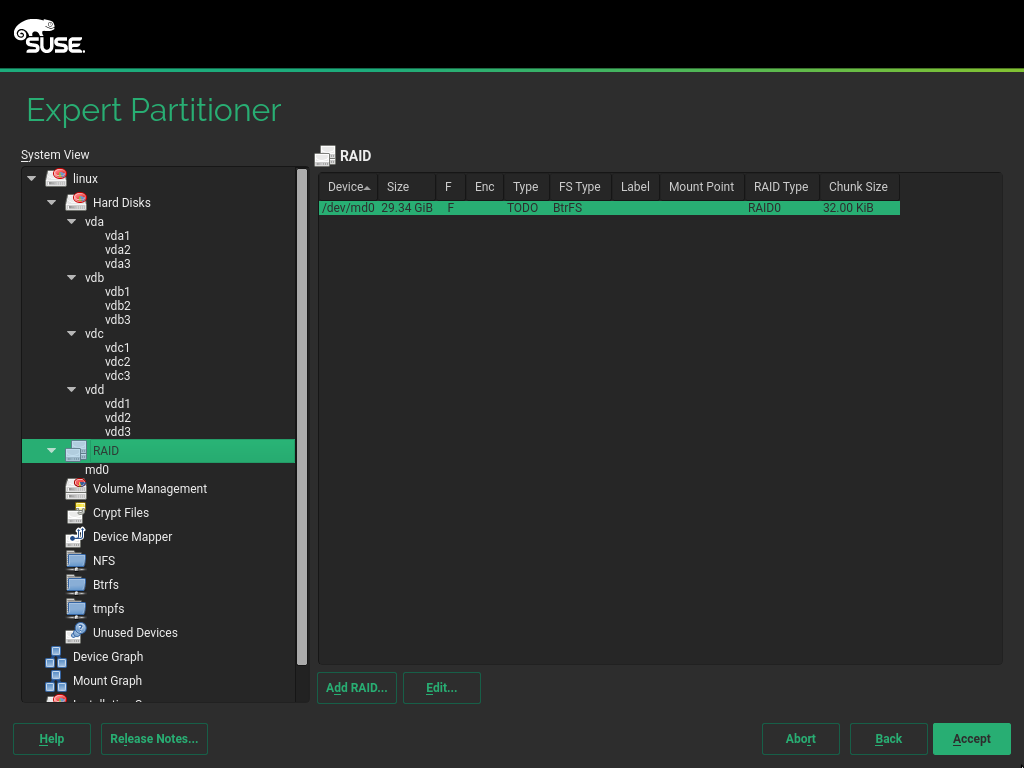 SUSE.
Expert Partitioner
System View
linux
Hard Disks
vda
vda1
vda2
vda3
vdb
vdb1
vdb2
vdb3
vdc
vdc1
vdc2
vdc3
vdd
vdd1
vdd2
vdd3
RAID
md0
Volume Management
Crypt Files
Device Mapper
NFS
Btrfs
tmpfs
Unused Devices
Device Graph
Mount Graph
RAID
Device Size F Enc Type FS Type Label Mount Point RAID Type Chunk Size
/dev/md0 29.34 GiB F TODO BtrFS RAID0 32.00 KiB
Add RAID... Edit...
Help Release Notes... Abort Back Accept